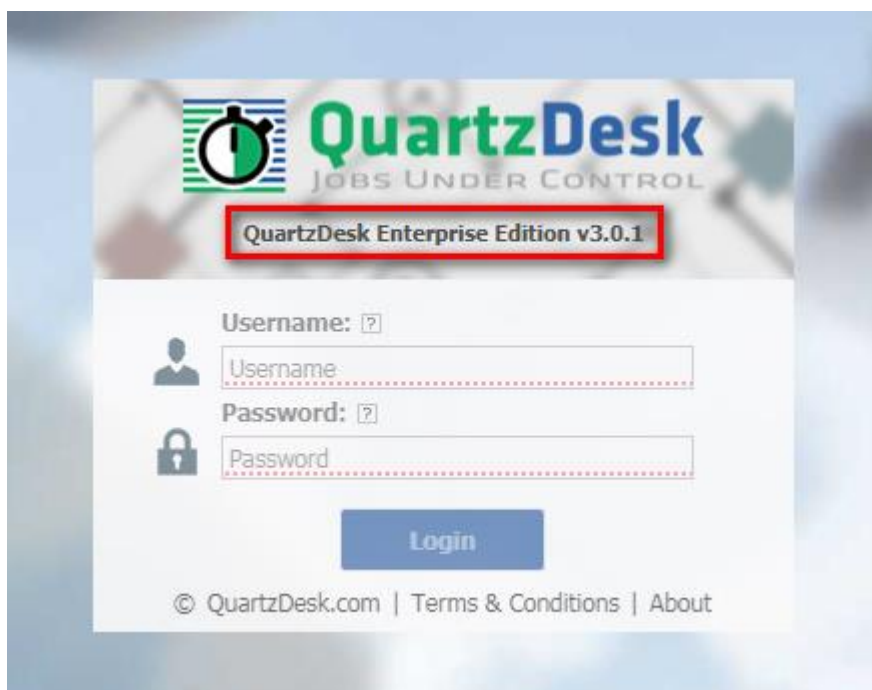 QuartzDesk
JOBS UNDER CONTROL
QuartzDesk Enterprise Edition v3.0.1
Username: ?
Username
Password: ?
Password
Login
© QuartzDesk.com | Terms & Conditions | About